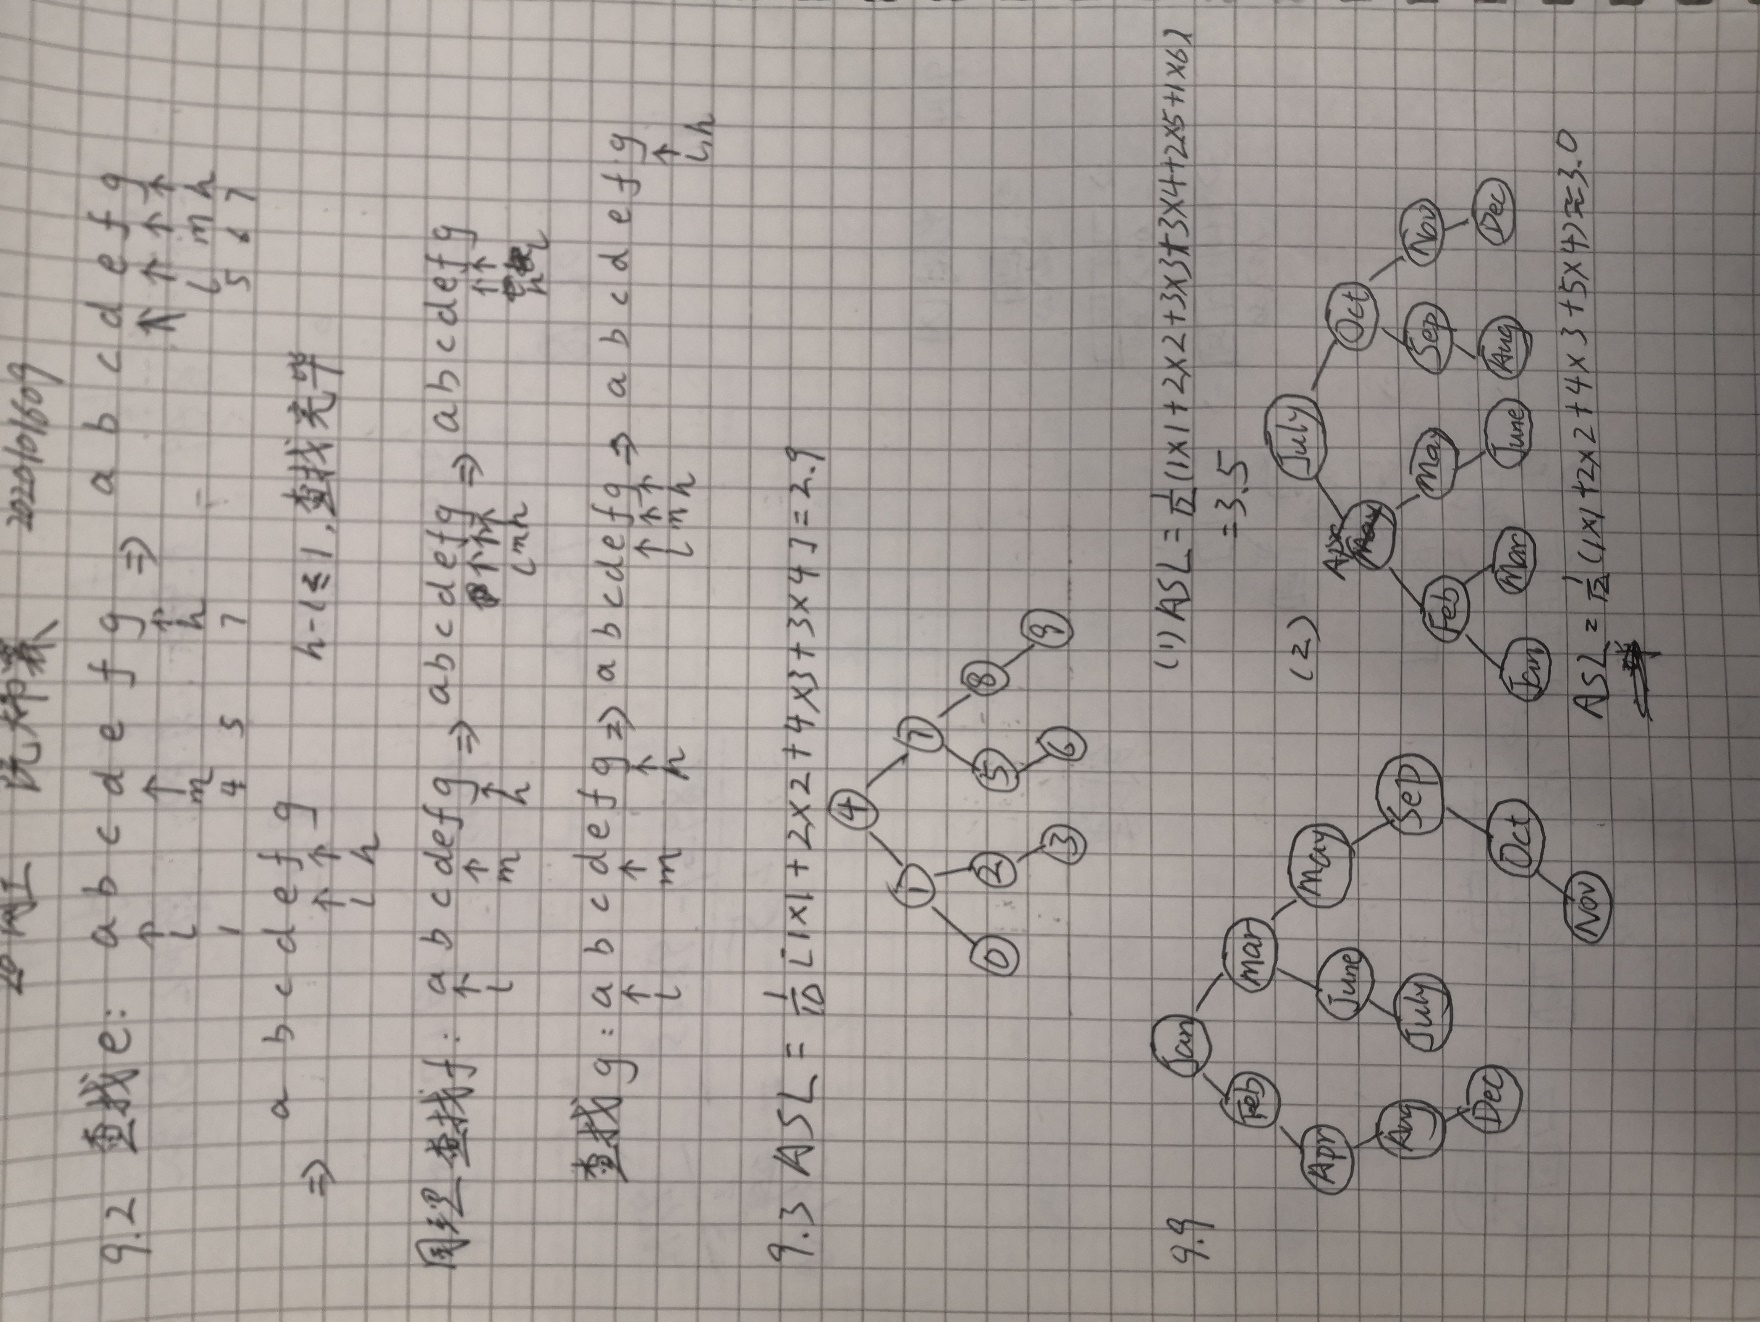 2020101609
9.2 查找e: a b c d e f g ⇒ a b c d e f g
↑ ↑ ↑ ↑ ↑ ↑
l m h l m h
1 4 5 7 5 6 7
⇒ a b c d e f g h-l≤1,查找完毕
↑ ↑
l h
同理 查找f: a b c d e f g ⇒ a b c d e f g ⇒ a b c d e f g
↑ ↑ ↑ ↑ ↑
l m h l m h h l
查找g: a b c d e f g ⇒ a b c d e f g ⇒ a b c d e f g
↑ ↑ ↑ ↑ ↑ ↑ ↑
l m h l m h l,h
9.3 ASL = 1/10 [1×1+2×2+4×3+3×4] = 2.9
4
1 7
0 2 5 8
3 6 9
9.9 (1) ASL = 1/12 (1×1+2×2+3×3+3×4+2×5+1×6)
= 3.5
Jan
Feb Mar
Apr June May
Aug July Sep
Dec Oct
Nov
(2)
July
Apr Oct
Feb May Sep Nov
Jan Mar June Aug Dec
ASL = 1/12 (1×1+2×2+4×3+5×4)≈3.0